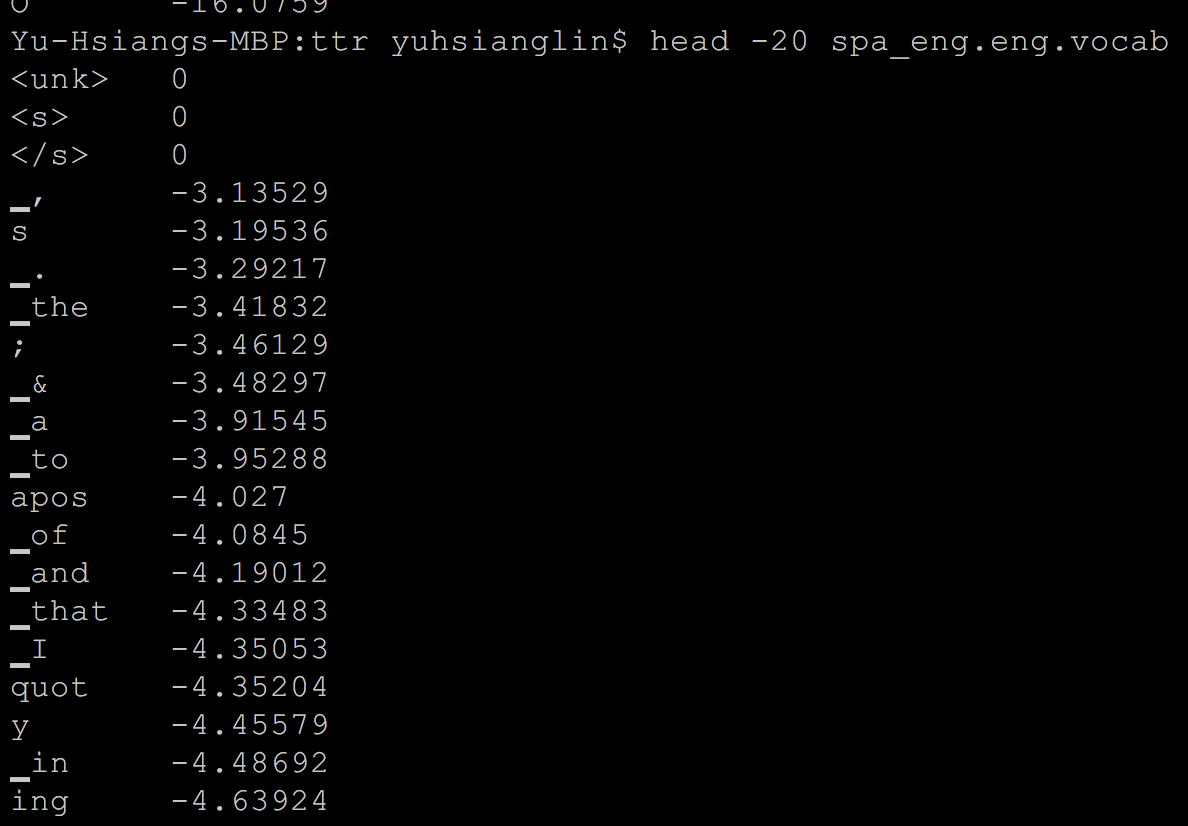 O -16.0759
Yu-Hsiangs-MBP:ttr yuhsianglin$ head -20 spa_eng.eng.vocab
<unk> 0
<s> 0
</s> 0
▁, -3.13529
s -3.19536
▁. -3.29217
▁the -3.41832
; -3.46129
▁& -3.48297
▁a -3.91545
▁to -3.95288
apos -4.027
▁of -4.0845
▁and -4.19012
▁that -4.33483
▁I -4.35053
quot -4.35204
y -4.45579
▁in -4.48692
ing -4.63924